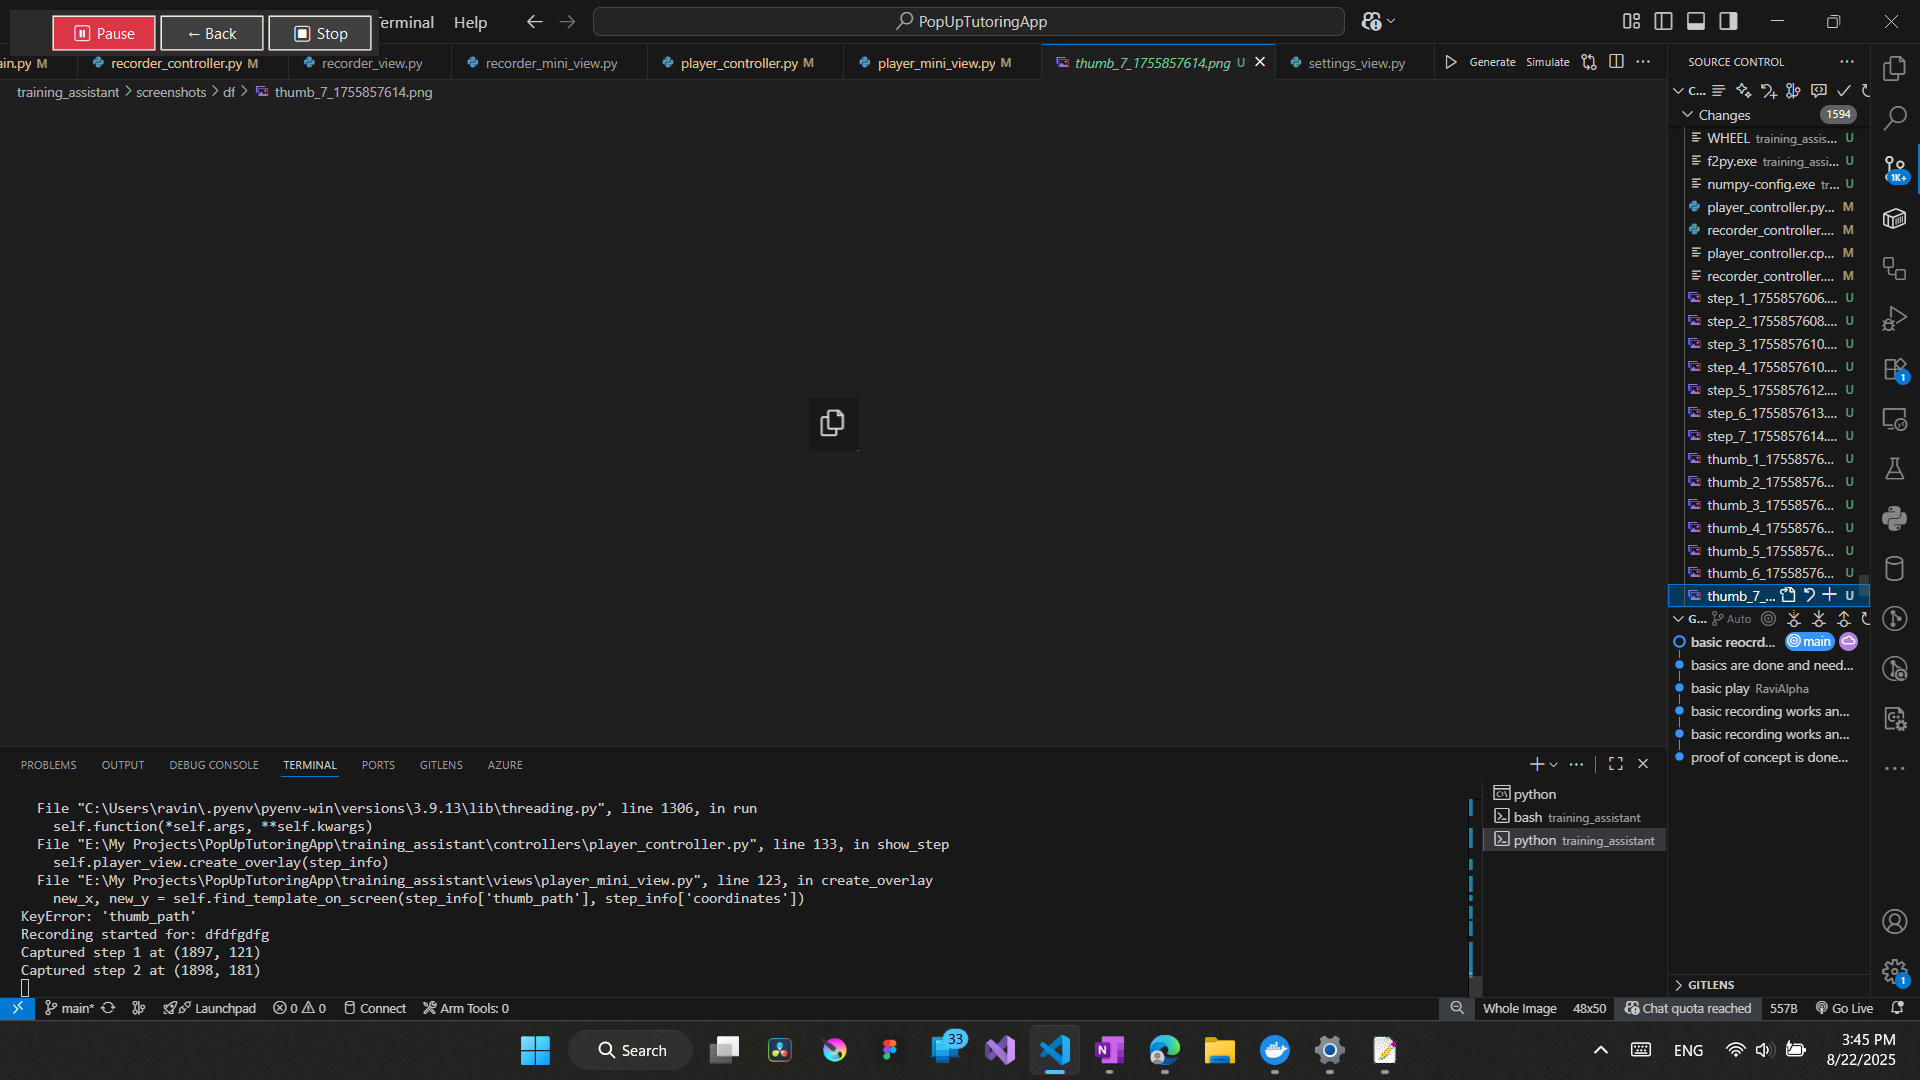 Pause
← Back
Stop
Terminal Help
PopUpTutoringApp
ain.py M
recorder_controller.py M
recorder_view.py
recorder_mini_view.py
player_controller.py M
player_mini_view.py M
thumb_7_1755857614.png U
settings_view.py
Generate
Simulate
training_assistant > screenshots > df > thumb_7_1755857614.png
SOURCE CONTROL
C...
Changes 1594
WHEEL training_assis... U
f2py.exe training_assi... U
numpy-config.exe tr... U
player_controller.py... M
recorder_controller.... M
player_controller.cp... M
recorder_controller.... M
step_1_1755857606.... U
step_2_1755857608.... U
step_3_1755857610.... U
step_4_1755857610.... U
step_5_1755857612.... U
step_6_1755857613.... U
step_7_1755857614.... U
thumb_1_17558576... U
thumb_2_17558576... U
thumb_3_17558576... U
thumb_4_17558576... U
thumb_5_17558576... U
thumb_6_17558576... U
thumb_7_... U
G... Auto
basic reocrd... main
basics are done and need...
basic play RaviAlpha
basic recording works an...
basic recording works an...
proof of concept is done...
GITLENS
1K+
1
1
PROBLEMS OUTPUT DEBUG CONSOLE TERMINAL PORTS GITLENS AZURE
File "C:\Users\ravin\.pyenv\pyenv-win\versions\3.9.13\lib\threading.py", line 1306, in run
self.function(*self.args, **self.kwargs)
File "E:\My Projects\PopUpTutoringApp\training_assistant\controllers\player_controller.py", line 133, in show_step
self.player_view.create_overlay(step_info)
File "E:\My Projects\PopUpTutoringApp\training_assistant\views\player_mini_view.py", line 123, in create_overlay
new_x, new_y = self.find_template_on_screen(step_info['thumb_path'], step_info['coordinates'])
KeyError: 'thumb_path'
Recording started for: dfdfgdfg
Captured step 1 at (1897, 121)
Captured step 2 at (1898, 181)
python
bash training_assistant
python training_assistant
main* Launchpad 0 0 Connect Arm Tools: 0
Whole Image 48x50 Chat quota reached 557B Go Live
Search
33
ENG
3:45 PM
8/22/2025